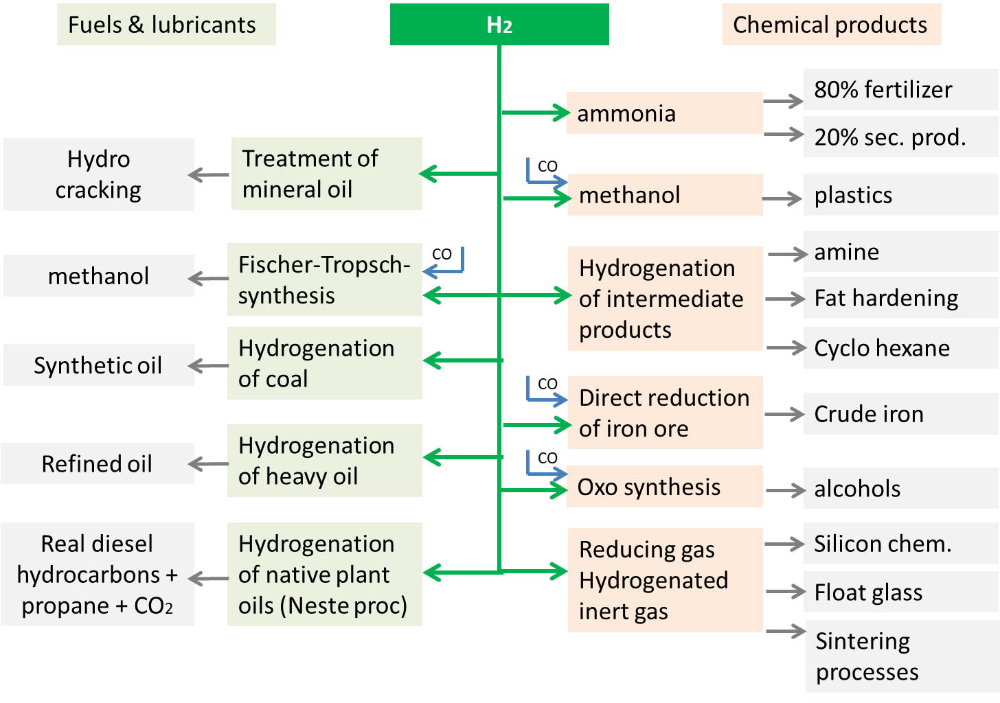 Fuels & lubricants
H2
Chemical products
80% fertilizer
ammonia
20% sec. prod.
Hydro
cracking
Treatment of
mineral oil
CO
methanol
plastics
methanol
Fischer-Tropsch-
synthesis
CO
Hydrogenation
of intermediate
products
amine
Fat hardening
Cyclo hexane
Synthetic oil
Hydrogenation
of coal
CO
Direct reduction
of iron ore
Crude iron
Refined oil
Hydrogenation
of heavy oil
CO
Oxo synthesis
alcohols
Real diesel
hydrocarbons +
propane + CO2
Hydrogenation
of native plant
oils (Neste proc)
Reducing gas
Hydrogenated
inert gas
Silicon chem.
Float glass
Sintering
processes